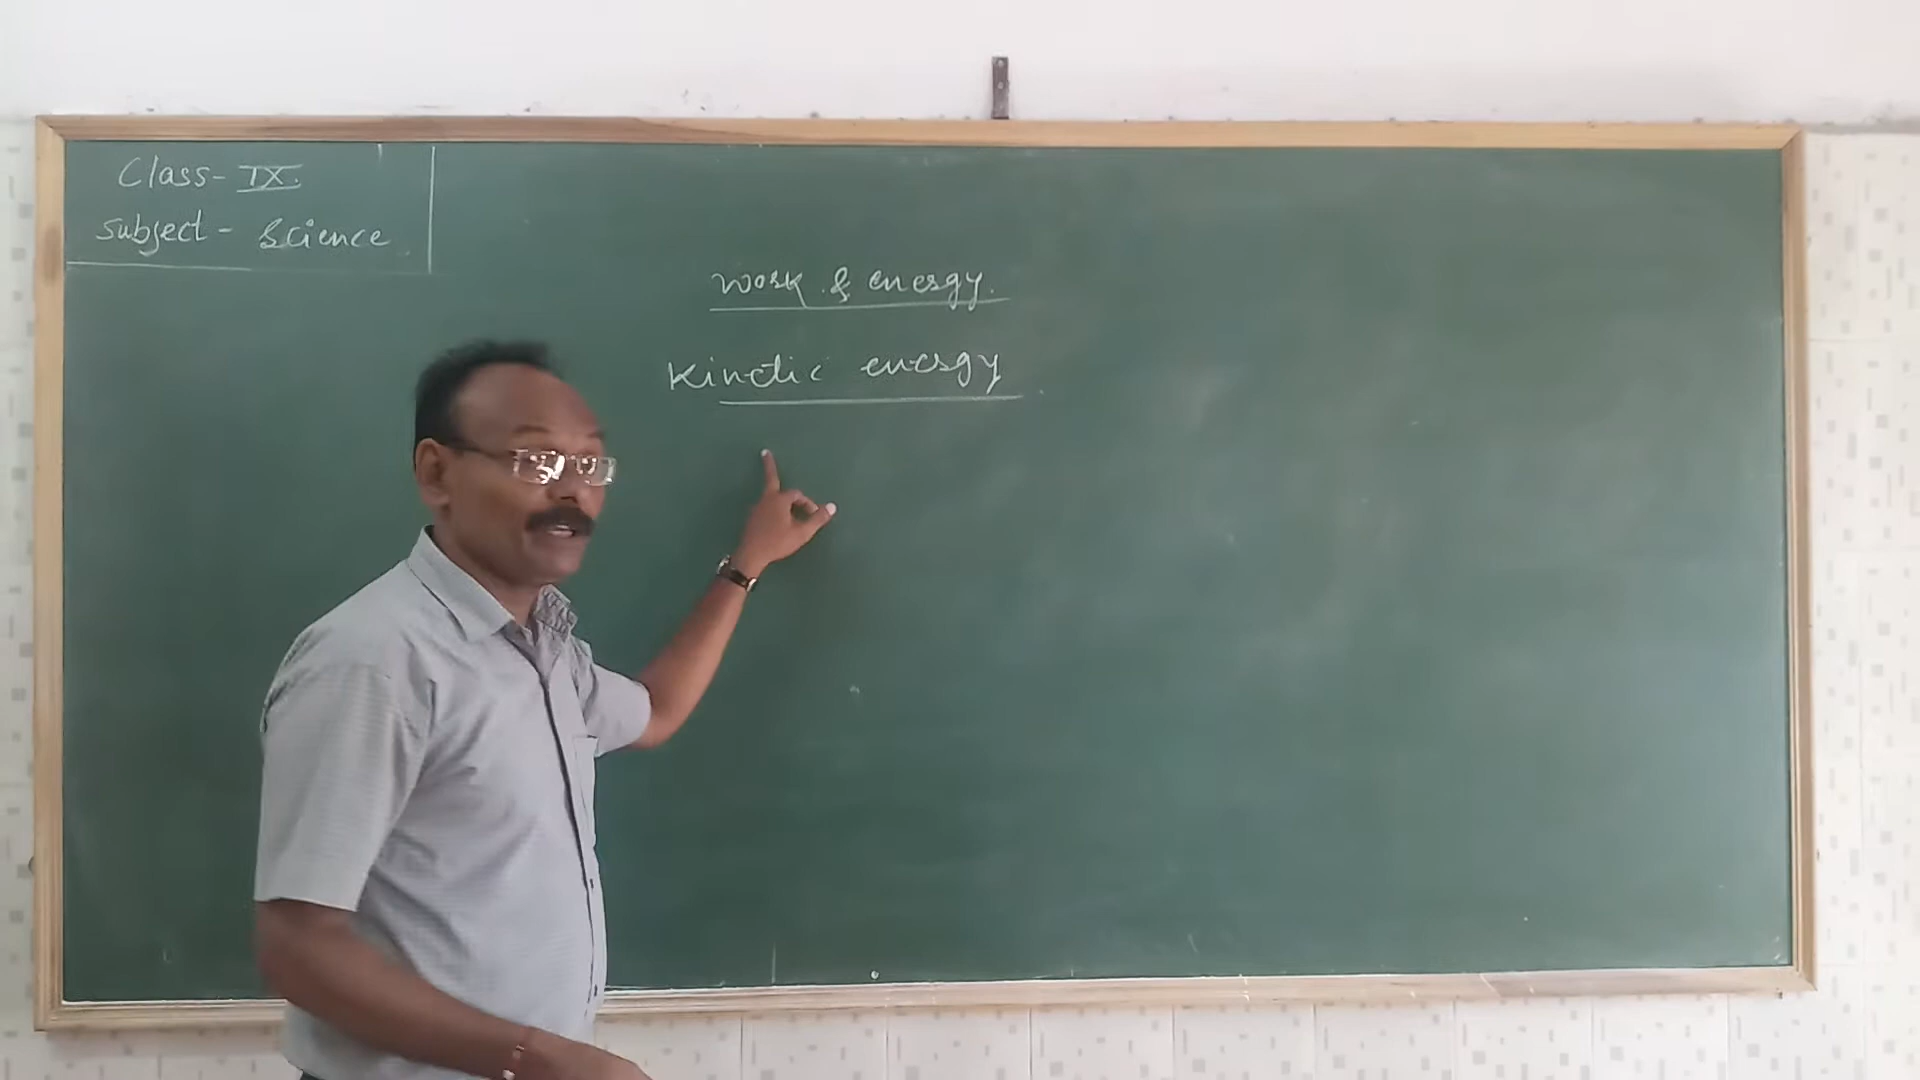 Class- IX.
Subject - Science
Work & energy.
Kinetic energy